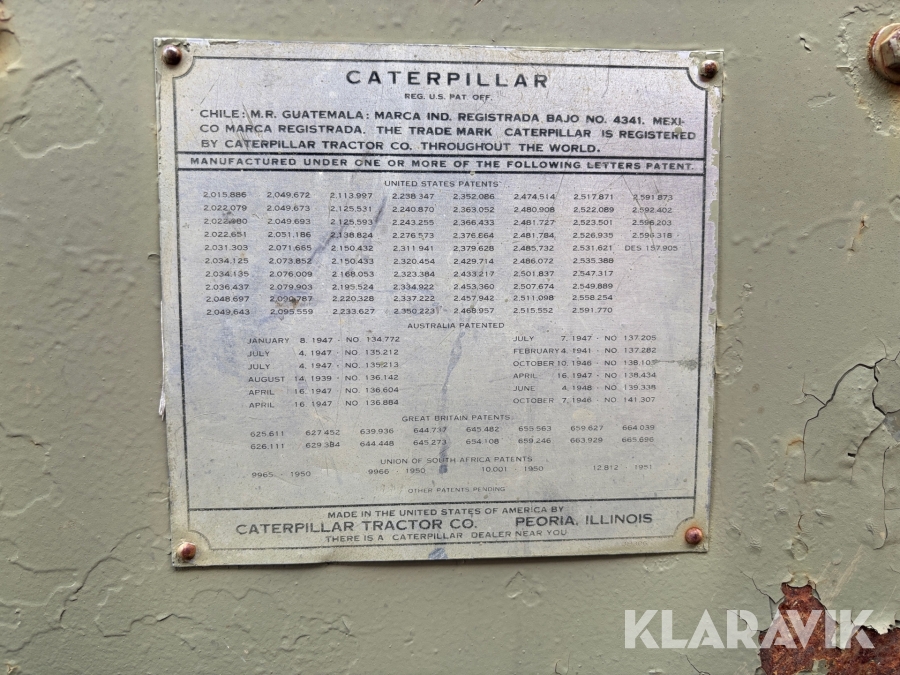 CATERPILLAR
REG. U.S. PAT. OFF.
CHILE: M.R. GUATEMALA: MARCA IND. REGISTRADA BAJO NO. 4341. MEXI-
CO MARCA REGISTRADA. THE TRADE MARK CATERPILLAR IS REGISTERED
BY CATERPILLAR TRACTOR CO. THROUGHOUT THE WORLD.
MANUFACTURED UNDER ONE OR MORE OF THE FOLLOWING LETTERS PATENT.
UNITED STATES PATENTS
2.015.886 2.049.672 2.113.997 2.238.347 2.352.086 2.474.514 2.517.871 2.591.873
2.022.079 2.049.673 2.125.531 2.240.870 2.363.052 2.480.908 2.522.089 2.592.402
2.049.693 2.125.593 2.243.255 2.366.433 2.481.727 2.523.501 2.596.203
2.022.651 2.051.186 2.138.824 2.276.573 2.376.864 2.481.784 2.526.935 2.596.318
2.031.303 2.071.665 2.150.432 2.311.941 2.379.628 2.485.732 2.531.621 DES 157.905
2.034.125 2.073.852 2.150.433 2.320.454 2.429.714 2.486.072 2.535.388
2.034.135 2.076.009 2.168.053 2.323.384 2.433.217 2.501.837 2.547.317
2.036.437 2.079.903 2.195.524 2.334.922 2.453.360 2.507.674 2.549.889
2.048.697 2.090.787 2.220.328 2.337.222 2.457.942 2.511.098 2.558.254
2.049.643 2.095.559 2.233.627 2.350.223 2.468.957 2.515.552 2.591.770
AUSTRALIA PATENTED
JANUARY 8. 1947 - NO. 134.772 JULY 7. 1947 - NO 137.205
JULY 4. 1947 - NO. 135.212 FEBRUARY 4. 1941 - NO. 137.282
JULY 4. 1947 - NO. 135.213 OCTOBER 10. 1946 - NO.
AUGUST 14. 1939 - NO. 136.142 APRIL 16. 1947 - NO. 138.434
APRIL 16. 1947 - NO. 136.604 JUNE 4. 1948 - NO. 139.338
APRIL 16. 1947 NO. 136.884 OCTOBER 7. 1946 - NO. 141.307
GREAT BRITAIN PATENTS
625.611 627.452 639.936 644.737 645.482 655.563 659.627 664.039
626.111 629.384 644.448 645.273 654.108 659.246 663.929 665.686
UNION OF SOUTH AFRICA PATENTS
9965 - 1950 9966 - 1950 10.001 - 1950 12.812 - 1951
OTHER PATENTS PENDING
MADE IN THE UNITED STATES OF AMERICA BY
CATERPILLAR TRACTOR CO. PEORIA, ILLINOIS
THERE IS A CATERPILLAR DEALER NEAR YOU
KLARAVIK